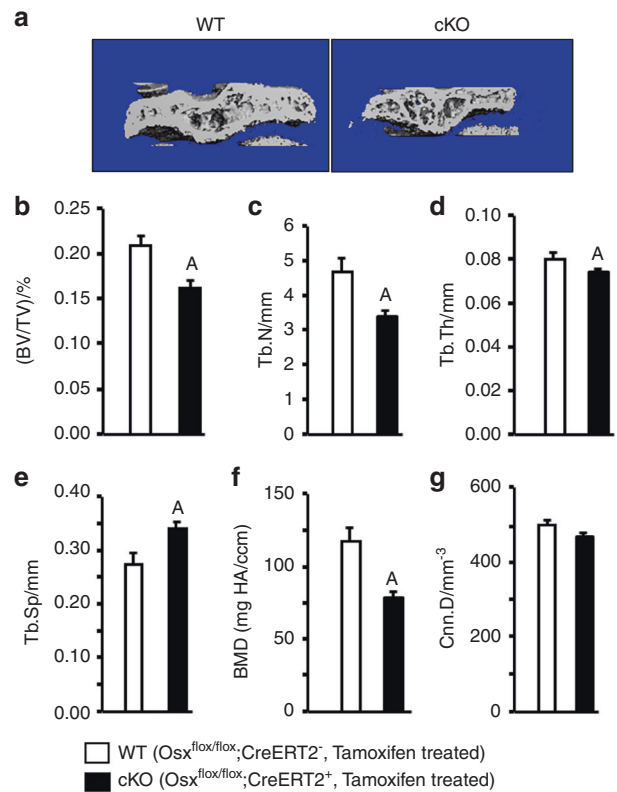 a
WT cKO
b
(BV/TV)/%
0.25
0.20
0.15
0.10
0.05
0.00
A
c
Tb.N/mm
6
5
4
3
2
1
0
A
d
Tb.Th/mm
0.10
0.08
0.06
0.04
0.02
0.00
A
e
Tb.Sp/mm
0.40
0.30
0.20
0.10
0.00
A
f
BMD (mg HA/ccm)
150
100
50
0
A
g
Cnn.D/mm⁻³
600
400
200
0
WT (Osxflox/flox;CreERT2⁻, Tamoxifen treated)
cKO (Osxflox/flox;CreERT2⁺, Tamoxifen treated)